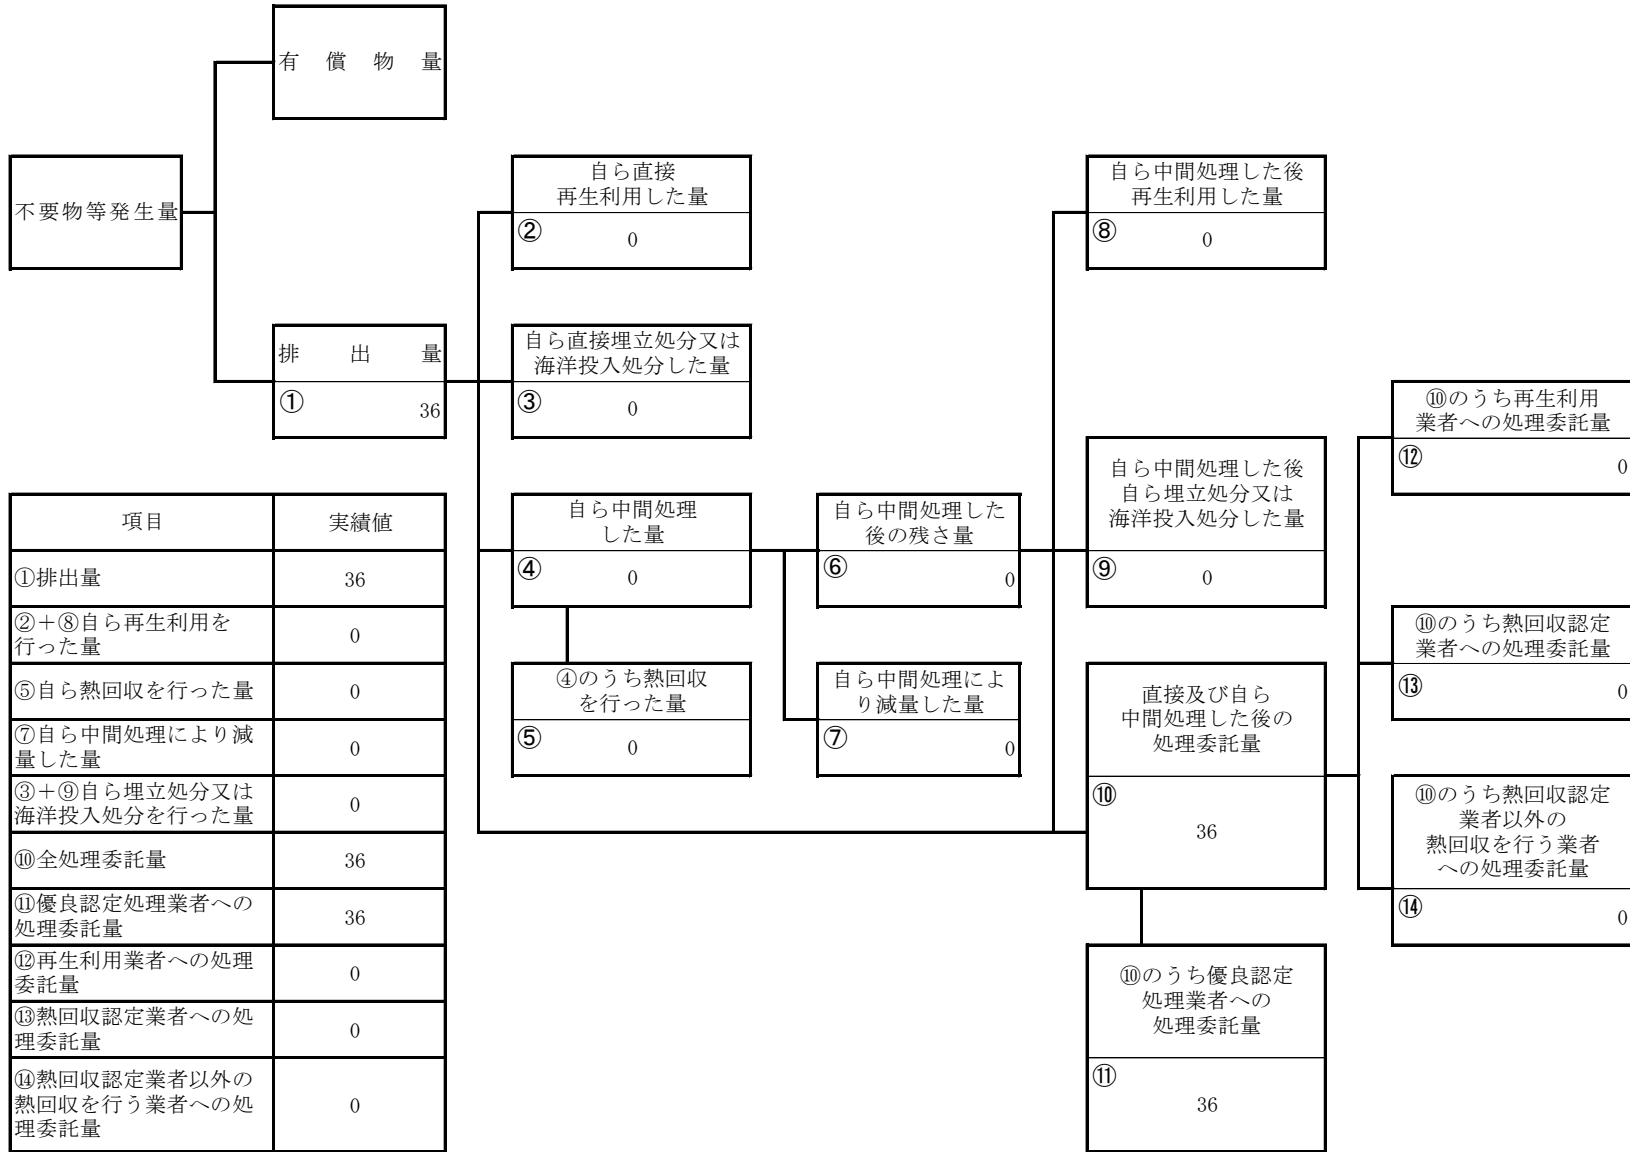 有償物量
不要物等発生量
排出量
① 36
自ら直接
再生利用した量
② 0
自ら直接埋立処分又は
海洋投入処分した量
③ 0
自ら中間処理
した量
④ 0
④のうち熱回収
を行った量
⑤ 0
自ら中間処理した
後の残さ量
⑥ 0
自ら中間処理によ
り減量した量
⑦ 0
自ら中間処理した後
再生利用した量
⑧ 0
自ら中間処理した後
自ら埋立処分又は
海洋投入処分した量
⑨ 0
直接及び自ら
中間処理した後の
処理委託量
⑩
36
⑩のうち優良認定
処理業者への
処理委託量
⑪
36
⑩のうち再生利用
業者への処理委託量
⑫ 0
⑩のうち熱回収認定
業者への処理委託量
⑬ 0
⑩のうち熱回収認定
業者以外の
熱回収を行う業者
への処理委託量
⑭ 0
項目 実績値
①排出量 36
②+⑧自ら再生利用を
行った量 0
⑤自ら熱回収を行った量 0
⑦自ら中間処理により減
量した量 0
③+⑨自ら埋立処分又は
海洋投入処分を行った量 0
⑩全処理委託量 36
⑪優良認定処理業者への
処理委託量 36
⑫再生利用業者への処理
委託量 0
⑬熱回収認定業者への処
理委託量 0
⑭熱回収認定業者以外の
熱回収を行う業者への処
理委託量 0